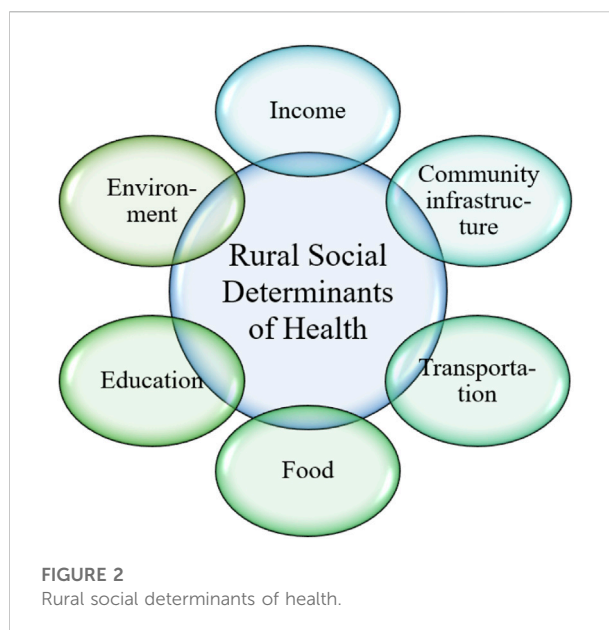 Income
Community
infrastruc-
ture
Environ-
ment
Rural Social
Determinants
of Health
Transporta-
tion
Education
Food
FIGURE 2
Rural social determinants of health.